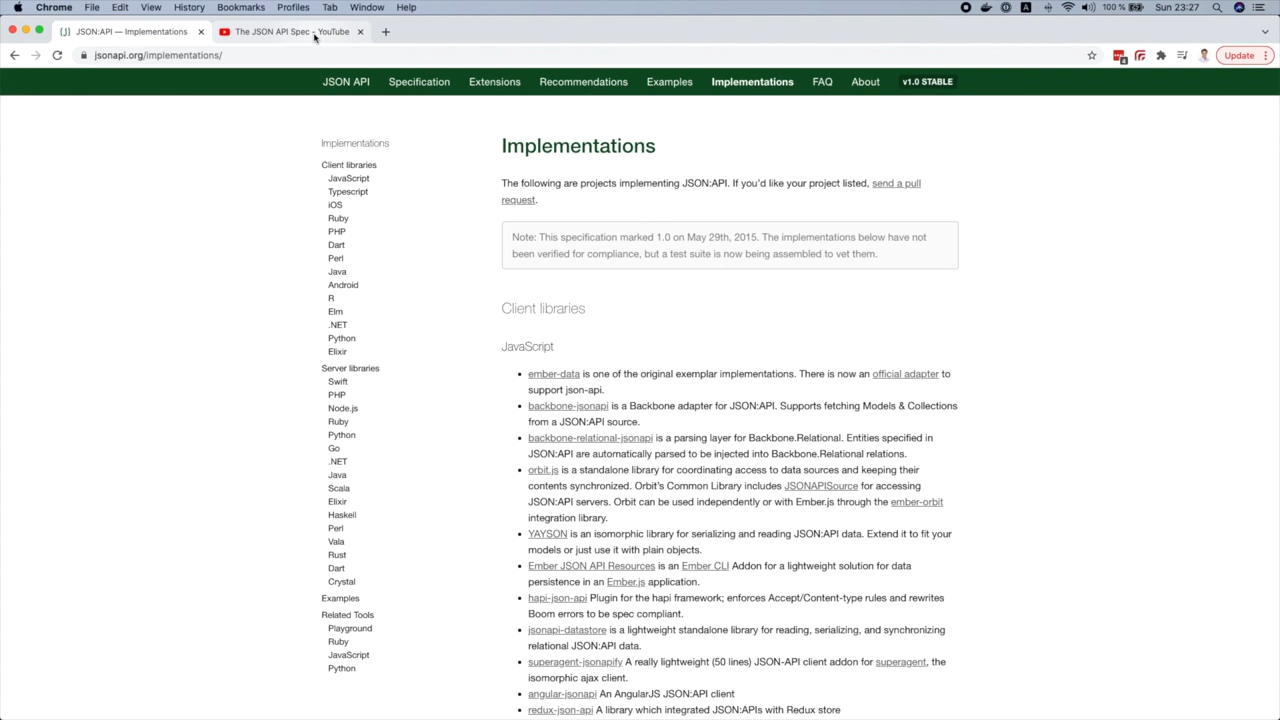 Chrome File Edit View History Bookmarks Profiles Tab Window Help 100 % Sun 23:27
JSON:API — Implementations The JSON API Spec - YouTube
jsonapi.org/implementations/ 4 Update
JSON API Specification Extensions Recommendations Examples Implementations FAQ About v1.0 STABLE
Implementations
Client libraries
JavaScript
Typescript
iOS
Ruby
PHP
Dart
Perl
Java
Android
R
Elm
.NET
Python
Elixir
Server libraries
Swift
PHP
Node.js
Ruby
Python
Go
.NET
Java
Scala
Elixir
Haskell
Perl
Vala
Rust
Dart
Crystal
Examples
Related Tools
Playground
Ruby
JavaScript
Python
Implementations
The following are projects implementing JSON:API. If you'd like your project listed, send a pull
request.
Note: This specification marked 1.0 on May 29th, 2015. The implementations below have not
been verified for compliance, but a test suite is now being assembled to vet them.
Client libraries
JavaScript
• ember-data is one of the original exemplar implementations. There is now an official adapter to
support json-api.
• backbone-jsonapi is a Backbone adapter for JSON:API. Supports fetching Models & Collections
from a JSON:API source.
• backbone-relational-jsonapi is a parsing layer for Backbone.Relational. Entities specified in
JSON:API are automatically parsed to be injected into Backbone.Relational relations.
• orbit.js is a standalone library for coordinating access to data sources and keeping their
contents synchronized. Orbit's Common Library includes JSONAPISource for accessing
JSON:API servers. Orbit can be used independently or with Ember.js through the ember-orbit
integration library.
• YAYSON is an isomorphic library for serializing and reading JSON:API data. Extend it to fit your
models or just use it with plain objects.
• Ember JSON API Resources is an Ember CLI Addon for a lightweight solution for data
persistence in an Ember.js application.
• hapi-json-api Plugin for the hapi framework; enforces Accept/Content-type rules and rewrites
Boom errors to be spec compliant.
• jsonapi-datastore is a lightweight standalone library for reading, serializing, and synchronizing
relational JSON:API data.
• superagent-jsonapify A really lightweight (50 lines) JSON-API client addon for superagent, the
isomorphic ajax client.
• angular-jsonapi An AngularJS JSON:API client
• redux-json-api A library which integrated JSON:APIs with Redux store